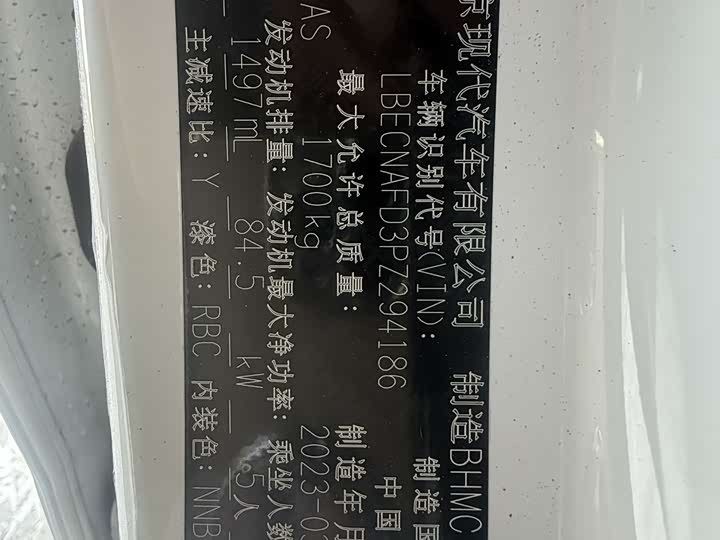 京现代汽车有限公司 制造BHMC
车辆识别代号(VIN): 制造国
LBECNAFD3PZ294186 中国
最大允许总质量: 制造年月
AS 1700kg 2023-03
发动机排量: 发动机最大净功率: 乘坐人数
1497mL 84.5 kW 5人
主减速比: Y 漆色: RBC 内装色: NNB